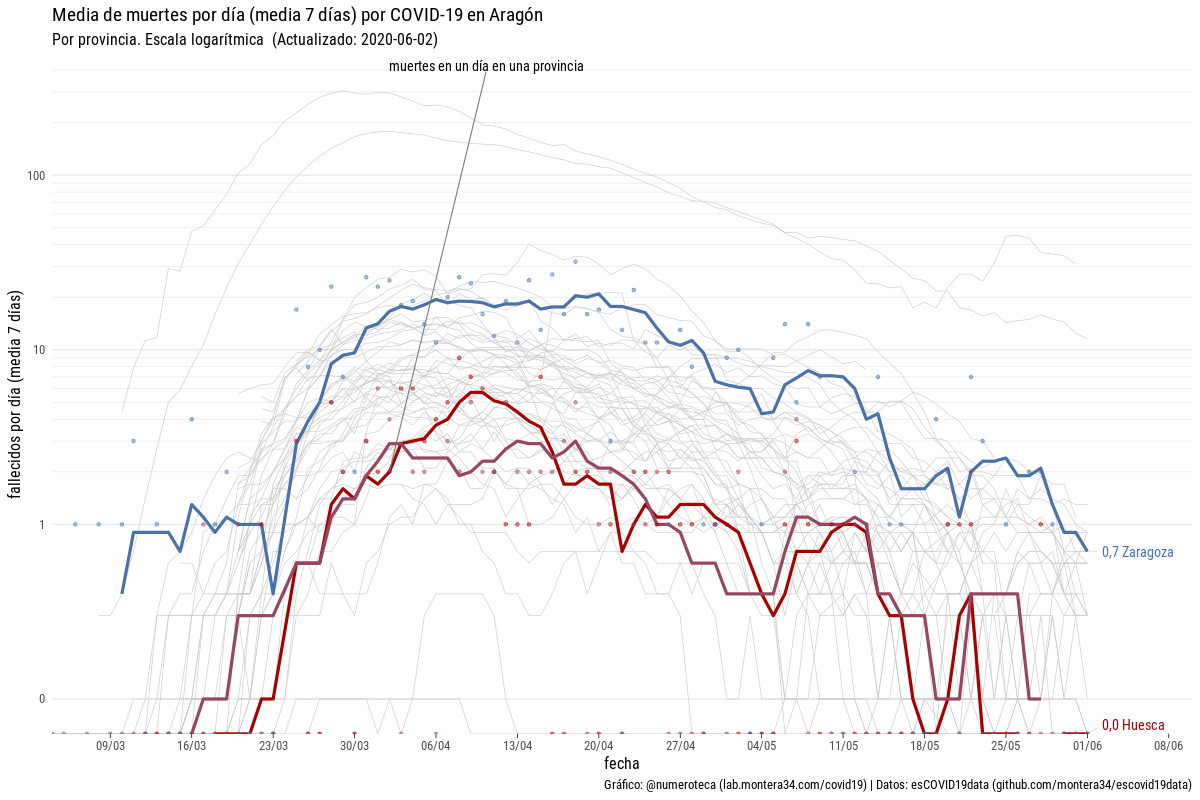 Media de muertes por día (media 7 días) por COVID-19 en Aragón
Por provincia. Escala logarítmica  (Actualizado: 2020-06-02)
muertes en un día en una provincia
fallecidos por día (media  7 días)
100
10
1
0
0,7 Zaragoza
0,0 Huesca
09/03 16/03 23/03 30/03 06/04 13/04 20/04 27/04 04/05 11/05 18/05 25/05 01/06 08/06
fecha
Gráfico: @numeroteca (lab.montera34.com/covid19) | Datos: esCOVID19data (github.com/montera34/escovid19data)